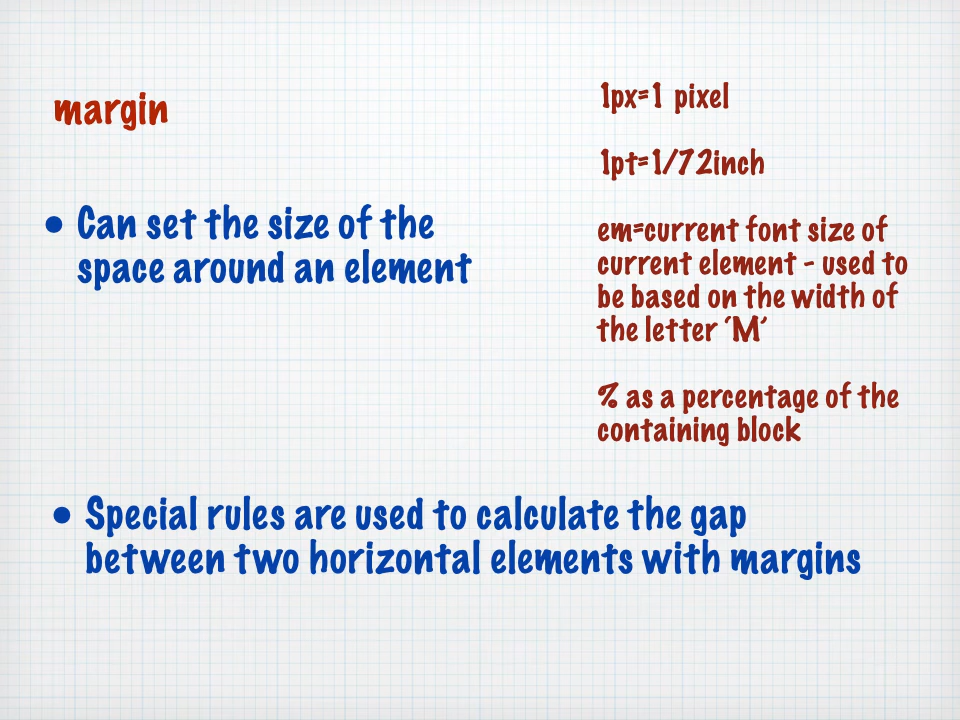 margin
• Can set the size of the
space around an element
1px=1 pixel
1pt=1/72inch
em=current font size of
current element - used to
be based on the width of
the letter ‘M’
% as a percentage of the
containing block
• Special rules are used to calculate the gap
between two horizontal elements with margins